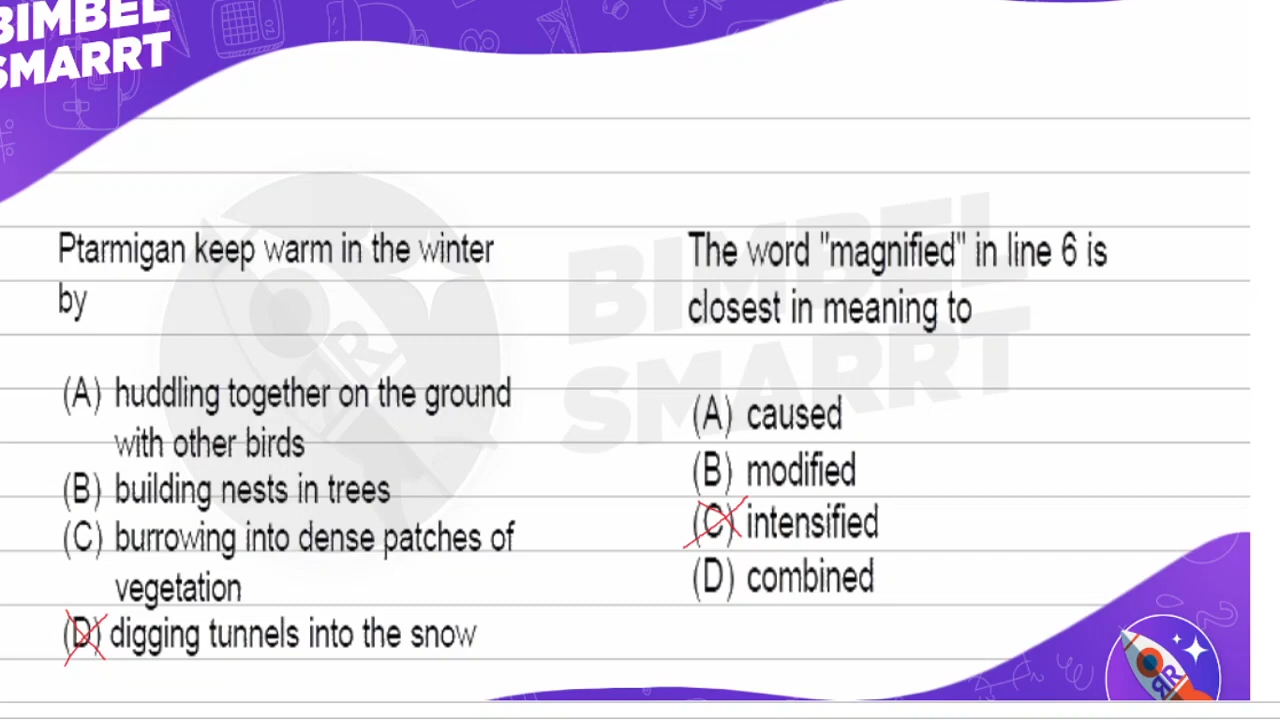 BIMBEL
SMARRT
Ptarmigan keep warm in the winter
by
(A) huddling together on the ground
with other birds
(B) building nests in trees
(C) burrowing into dense patches of
vegetation
(D) digging tunnels into the snow
The word "magnified" in line 6 is
closest in meaning to
(A) caused
(B) modified
(C) intensified
(D) combined
BIMBEL
SMARRT